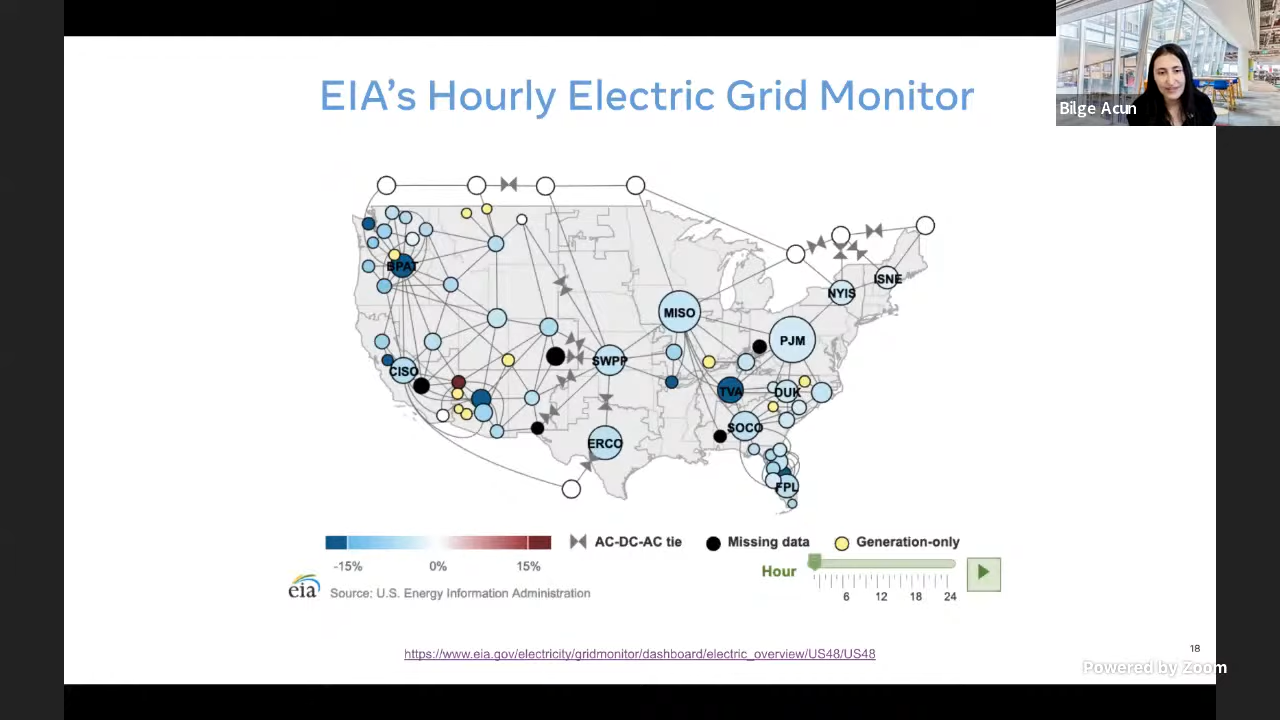 EIA's Hourly Electric Grid Monitor
Bilge Acun
BPAT
MISO
NYIS
ISNE
PJM
CISO
SWPP
TVA
DUK
SOCO
ERCO
FPL
AC-DC-AC tie
Missing data
Generation-only
-15%
0%
15%
Hour
6
12
18
24
eia
Source: U.S. Energy Information Administration
https://www.eia.gov/electricity/gridmonitor/dashboard/electric_overview/US48/US48
18
Powered by Zoom